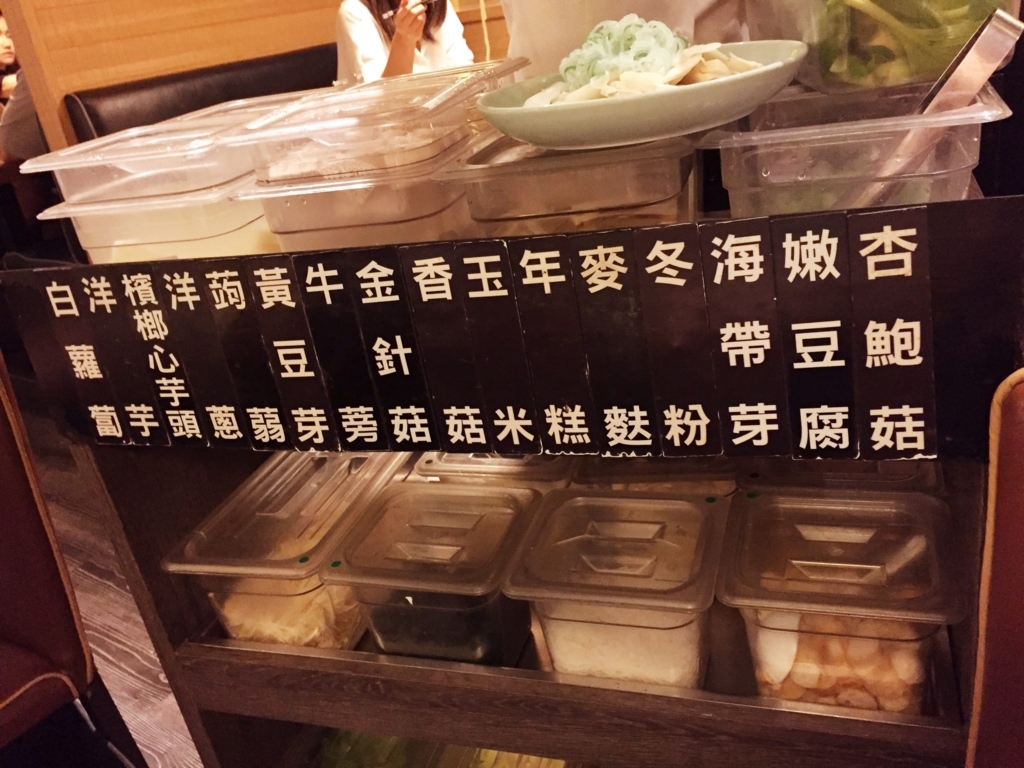 杏鮑菇
嫩豆腐
海帶芽
冬粉
麥麩
年糕
玉米
香菇
金針菇
牛蒡
黃豆芽
蒟蒻
洋蔥
檳榔心芋頭
洋芋
白蘿蔔